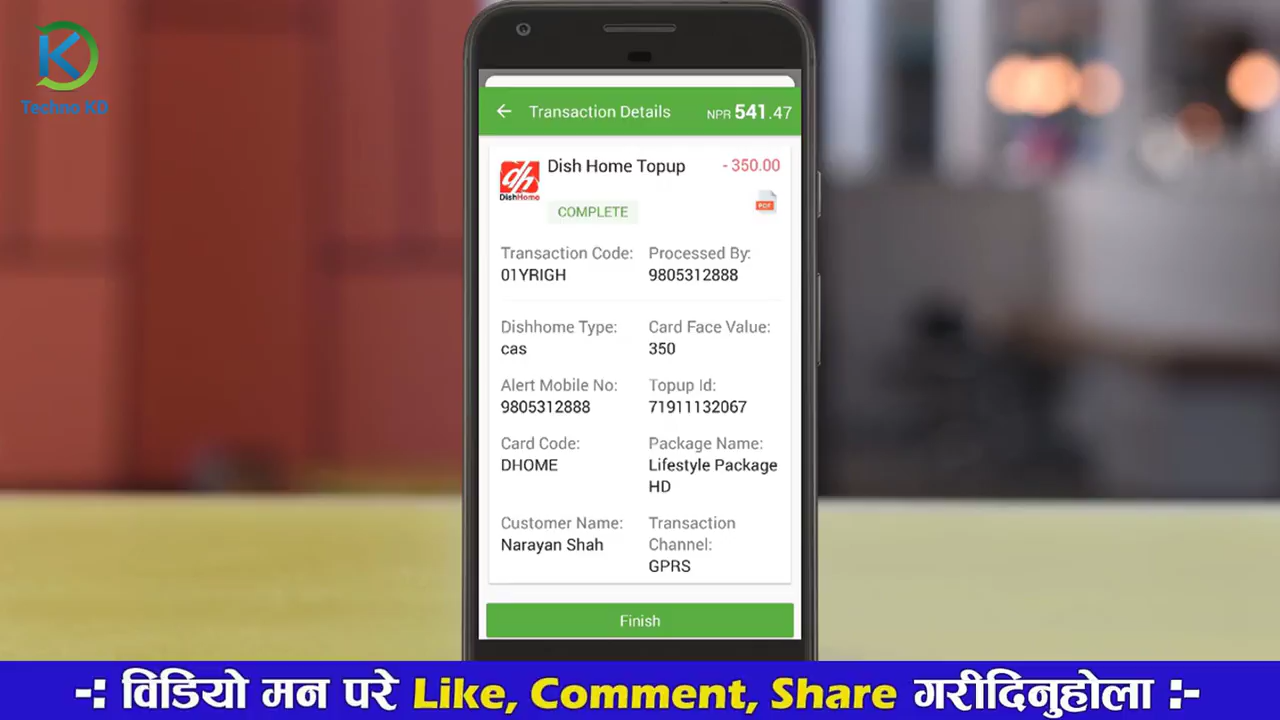 Techno KD
Transaction Details NPR 541.47
Dish Home Topup - 350.00
DishHome
COMPLETE
PDF
Transaction Code: Processed By:
01YRIGH 9805312888
Dishhome Type: Card Face Value:
cas 350
Alert Mobile No: Topup Id:
9805312888 71911132067
Card Code: Package Name:
DHOME Lifestyle Package
HD
Customer Name: Transaction
Narayan Shah Channel:
GPRS
Finish
-: विडियो मन परे Like, Comment, Share गरीदिनुहोला :-